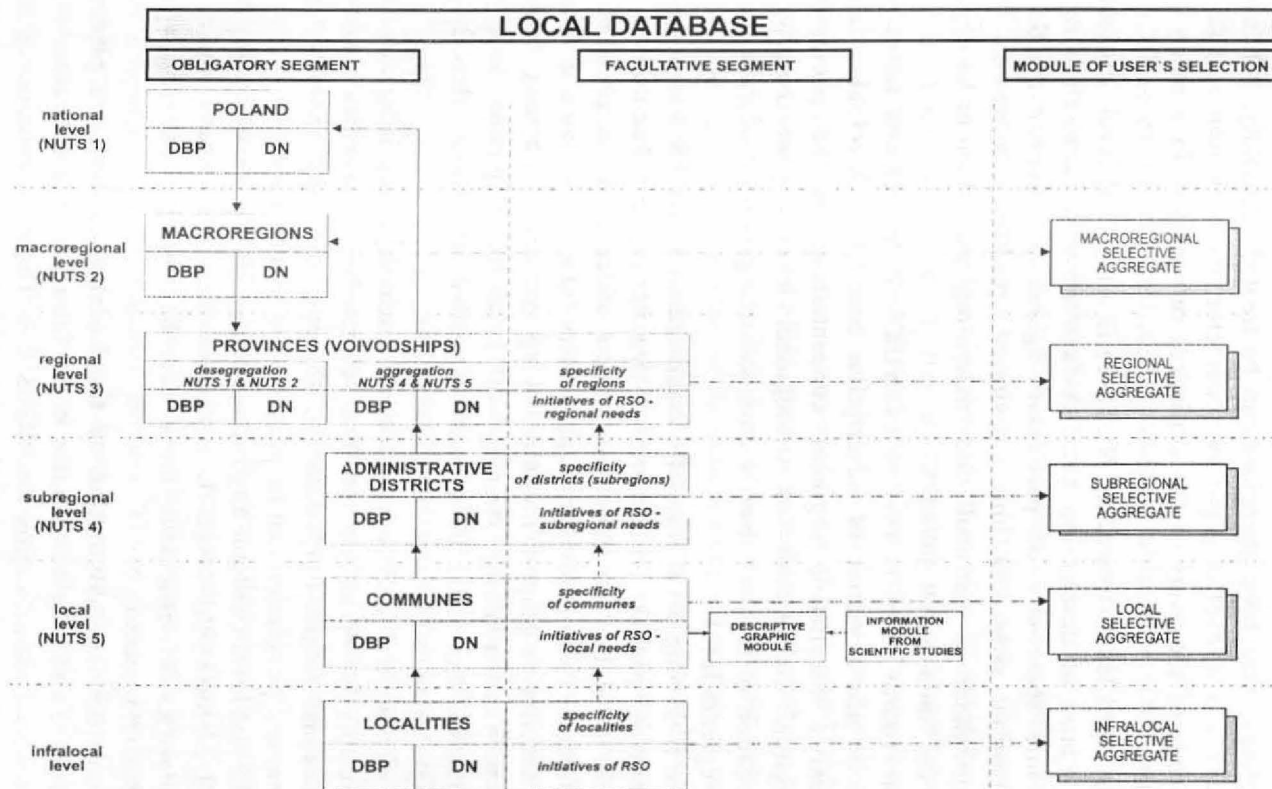 LOCAL DATABASE
OBLIGATORY SEGMENT
FACULTATIVE SEGMENT
MODULE OF USER'S SELECTION
national
level
(NUTS 1)
POLAND
DBP
DN
macroregional
level
(NUTS 2)
MACROREGIONS
DBP
DN
MACROREGIONAL
SELECTIVE
AGGREGATE
regional
level
(NUTS 3)
PROVINCES (VOIVODSHIPS)
desegregation
NUTS 1 & NUTS 2
aggregation
NUTS 4 & NUTS 5
specificity
of regions
DBP
DN
DBP
DN
initiatives of RSO -
regional needs
REGIONAL
SELECTIVE
AGGREGATE
subregional
level
(NUTS 4)
ADMINISTRATIVE
DISTRICTS
specificity
of districts (subregions)
DBP
DN
initiatives of RSO -
-subregional needs
SUBREGIONAL
SELECTIVE
AGGREGATE
local
level
(NUTS 5)
COMMUNES
specificity
of communes
DBP
DN
initiatives of RSO -
local needs
DESCRIPTIVE
-GRAPHIC
MODULE
INFORMATION
MODULE
FROM
SCIENTIFIC STUDIES
LOCAL
SELECTIVE
AGGREGATE
infralocal
level
LOCALITIES
specificity
of localities
DBP
DN
initiatives of RSO
INFRALOCAL
SELECTIVE
AGGREGATE